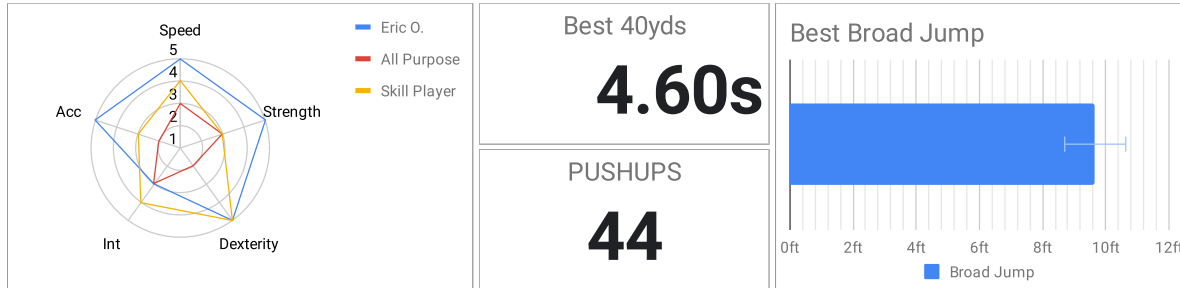 Speed
5
4
3
2
1
Acc
Strength
Int
Dexterity
Eric O.
All Purpose
Skill Player
Best 40yds
4.60s
PUSHUPS
44
Best Broad Jump
0ft 2ft 4ft 6ft 8ft 10ft 12ft
Broad Jump